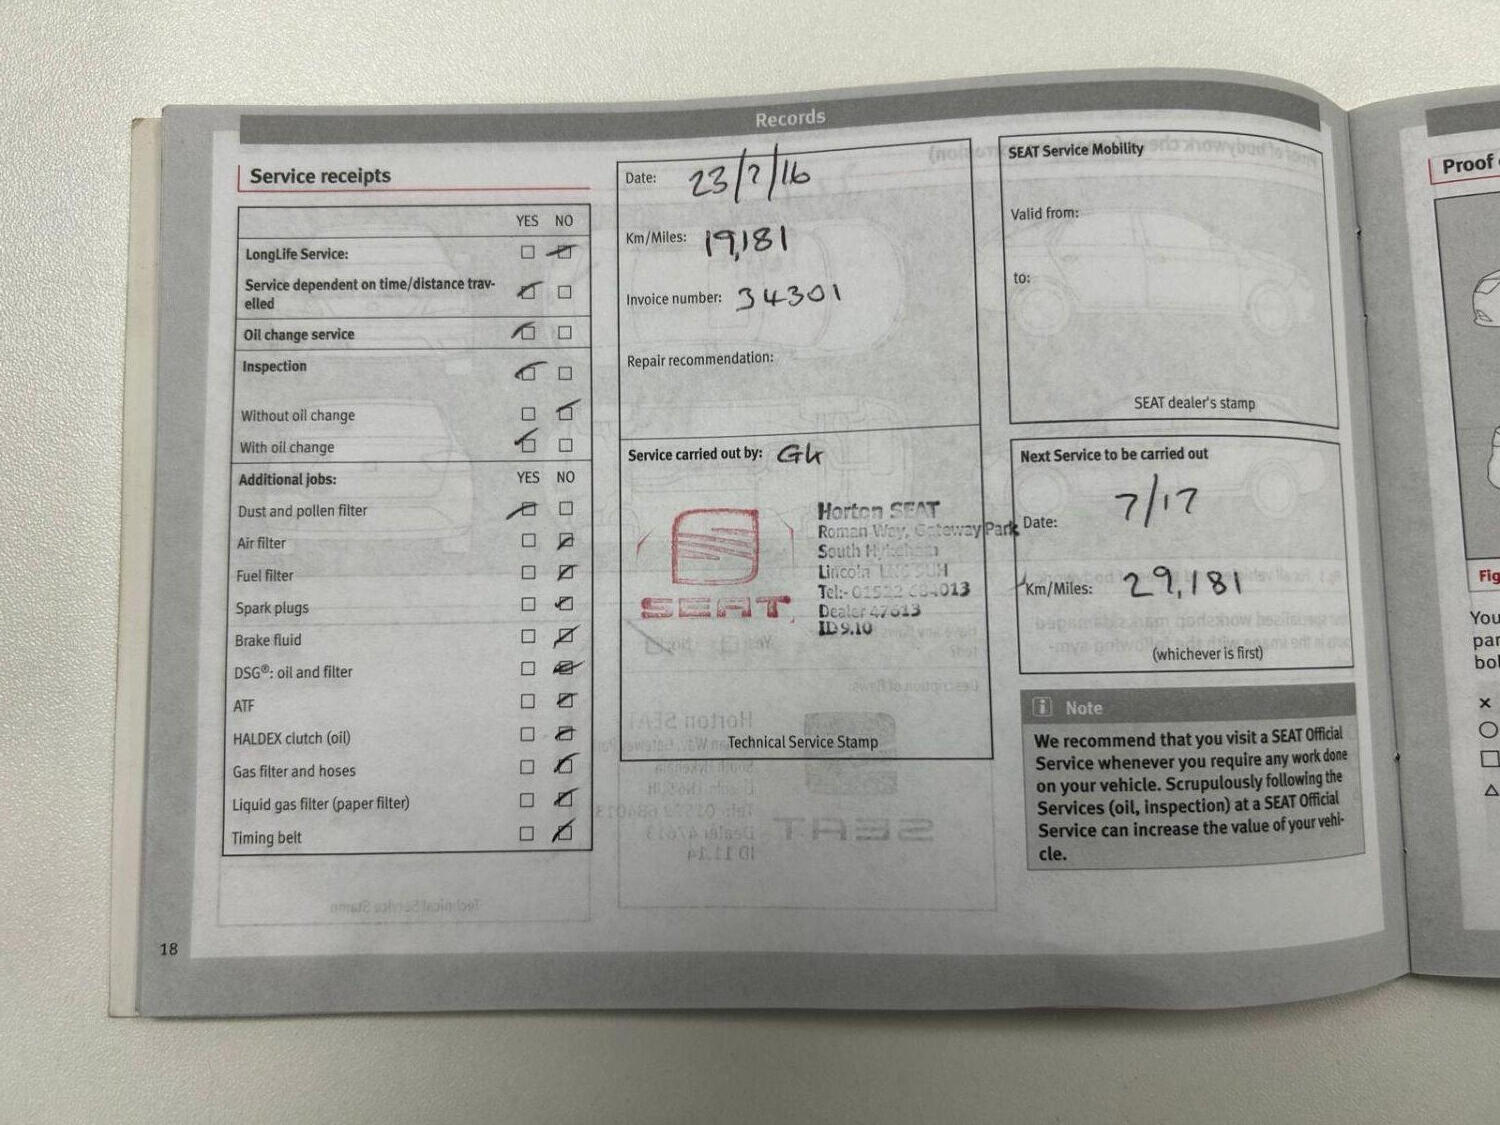 Records
Service receipts
YES NO
LongLife Service:
Service dependent on time/distance trav-
elled
Oil change service
Inspection
Without oil change
With oil change
Additional jobs: YES NO
Dust and pollen filter
Air filter
Fuel filter
Spark plugs
Brake fluid
DSG®: oil and filter
ATF
HALDEX clutch (oil)
Gas filter and hoses
Liquid gas filter (paper filter)
Timing belt
18
Date: 23/7/16
Km/Miles: 19,181
Invoice number: 34301
Repair recommendation:
Service carried out by: GK
SEAT
Horton SEAT
Roman Way, Gateway Park
South Hykeham
Lincoln
Tel:- 01522 684013
Dealer 47613
ID 9.10
Technical Service Stamp
SEAT Service Mobility
Valid from:
to:
SEAT dealer's stamp
Next Service to be carried out
Date: 7/17
Km/Miles: 29,181
(whichever is first)
i Note
We recommend that you visit a SEAT Official
Service whenever you require any work done
on your vehicle. Scrupulously following the
Services (oil, inspection) at a SEAT Official
Service can increase the value of your vehi-
cle.
Proof
Fig
You
par
bol